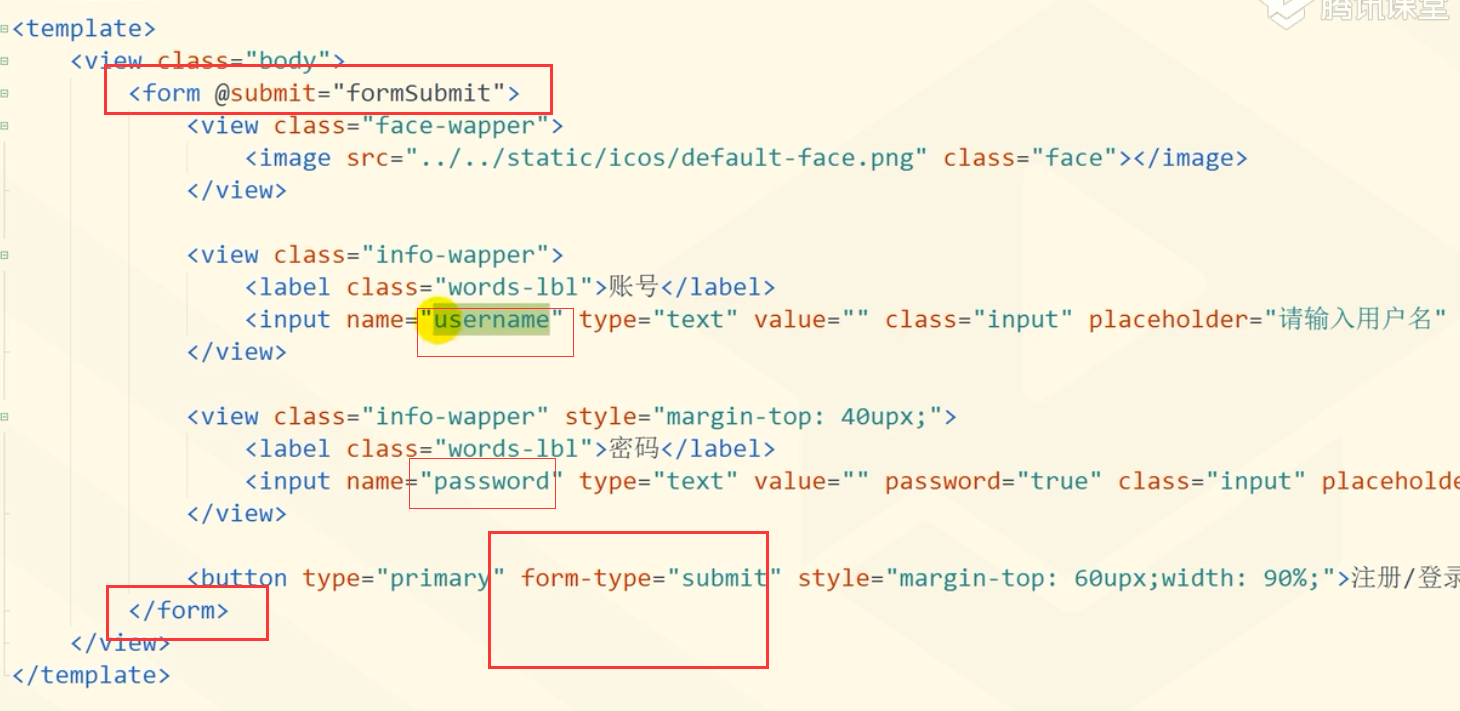 腾讯课堂
<template>
<view class="body">
<form @submit="formSubmit">
<view class="face-wapper">
<image src="../../static/icos/default-face.png" class="face"></image>
</view>
<view class="info-wapper">
<label class="words-lbl">账号</label>
<input name="username" type="text" value="" class="input" placeholder="请输入用户名"
</view>
<view class="info-wapper" style="margin-top: 40upx;">
<label class="words-lbl">密码</label>
<input name="password" type="text" value="" password="true" class="input" placeholde
</view>
<button type="primary" form-type="submit" style="margin-top: 60upx;width: 90%;">注册/登录
</form>
</view>
</template>